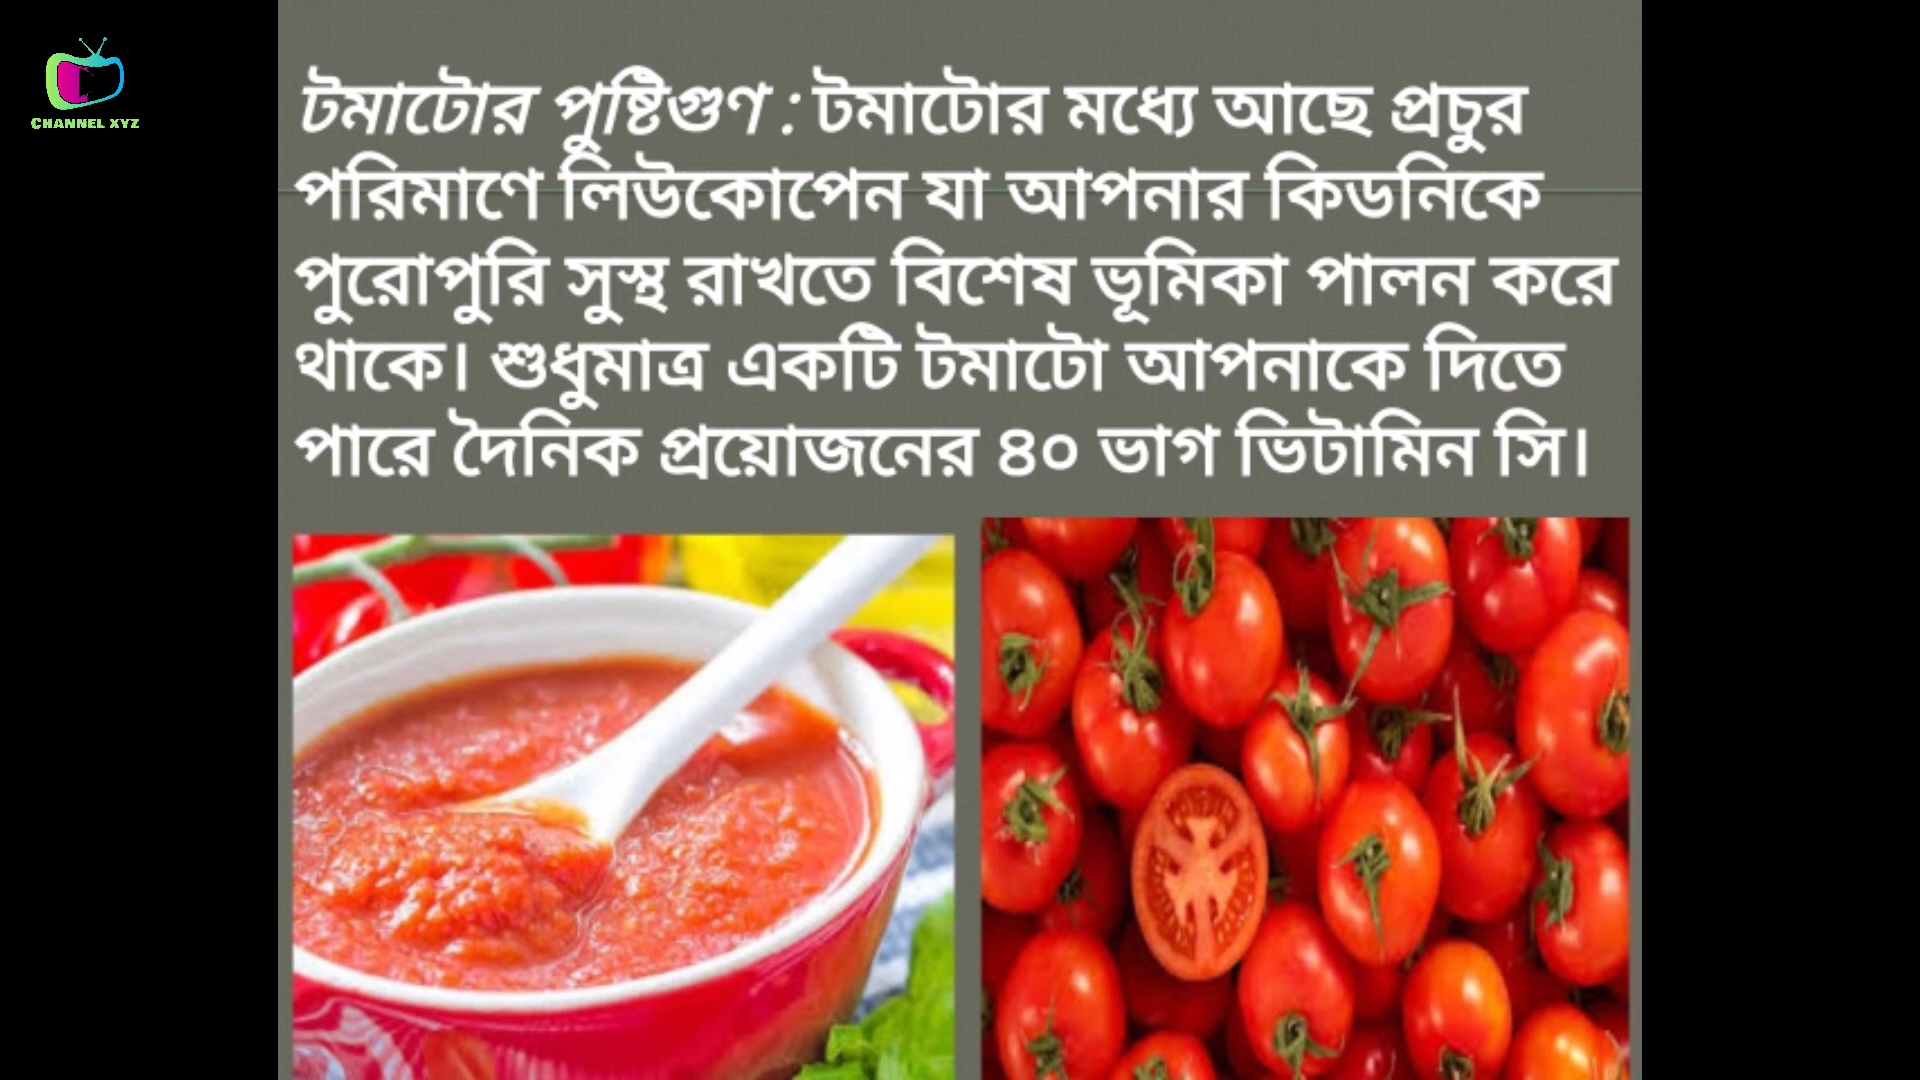 CHANNEL XYZ
টমাটোর পুষ্টিগুণ : টমাটোর মধ্যে আছে প্রচুর
পরিমাণে লিউকোপেন যা আপনার কিডনিকে
পুরোপুরি সুস্থ রাখতে বিশেষ ভূমিকা পালন করে
থাকে। শুধুমাত্র একটি টমাটো আপনাকে দিতে
পারে দৈনিক প্রয়োজনের ৪০ ভাগ ভিটামিন সি।